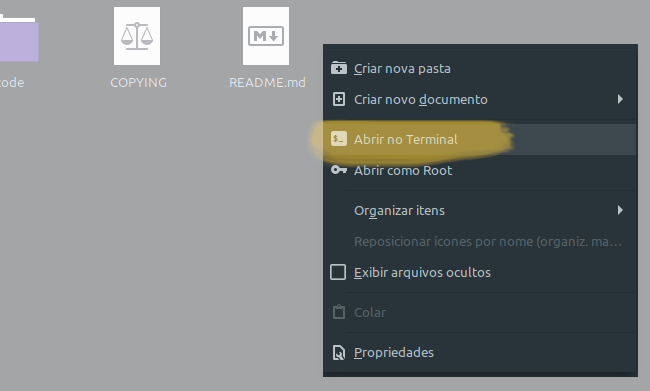 code
COPYING
README.md
Criar nova pasta
Criar novo documento
Abrir no Terminal
Abrir como Root
Organizar itens
Reposicionar ícones por nome (organiz. ma...
Exibir arquivos ocultos
Colar
Propriedades